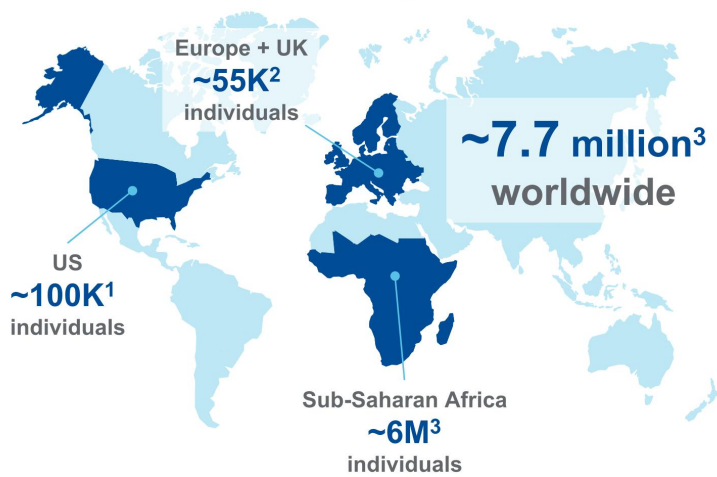 Europe + UK
~55K²
individuals
~7.7 million³
worldwide
US
~100K¹
individuals
Sub-Saharan Africa
~6M³
individuals